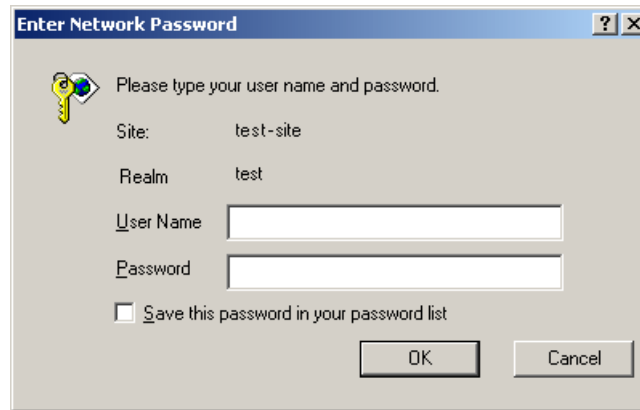 Enter Network Password
Please type your user name and password.
Site: test-site
Realm test
User Name
Password
Save this password in your password list
OK Cancel